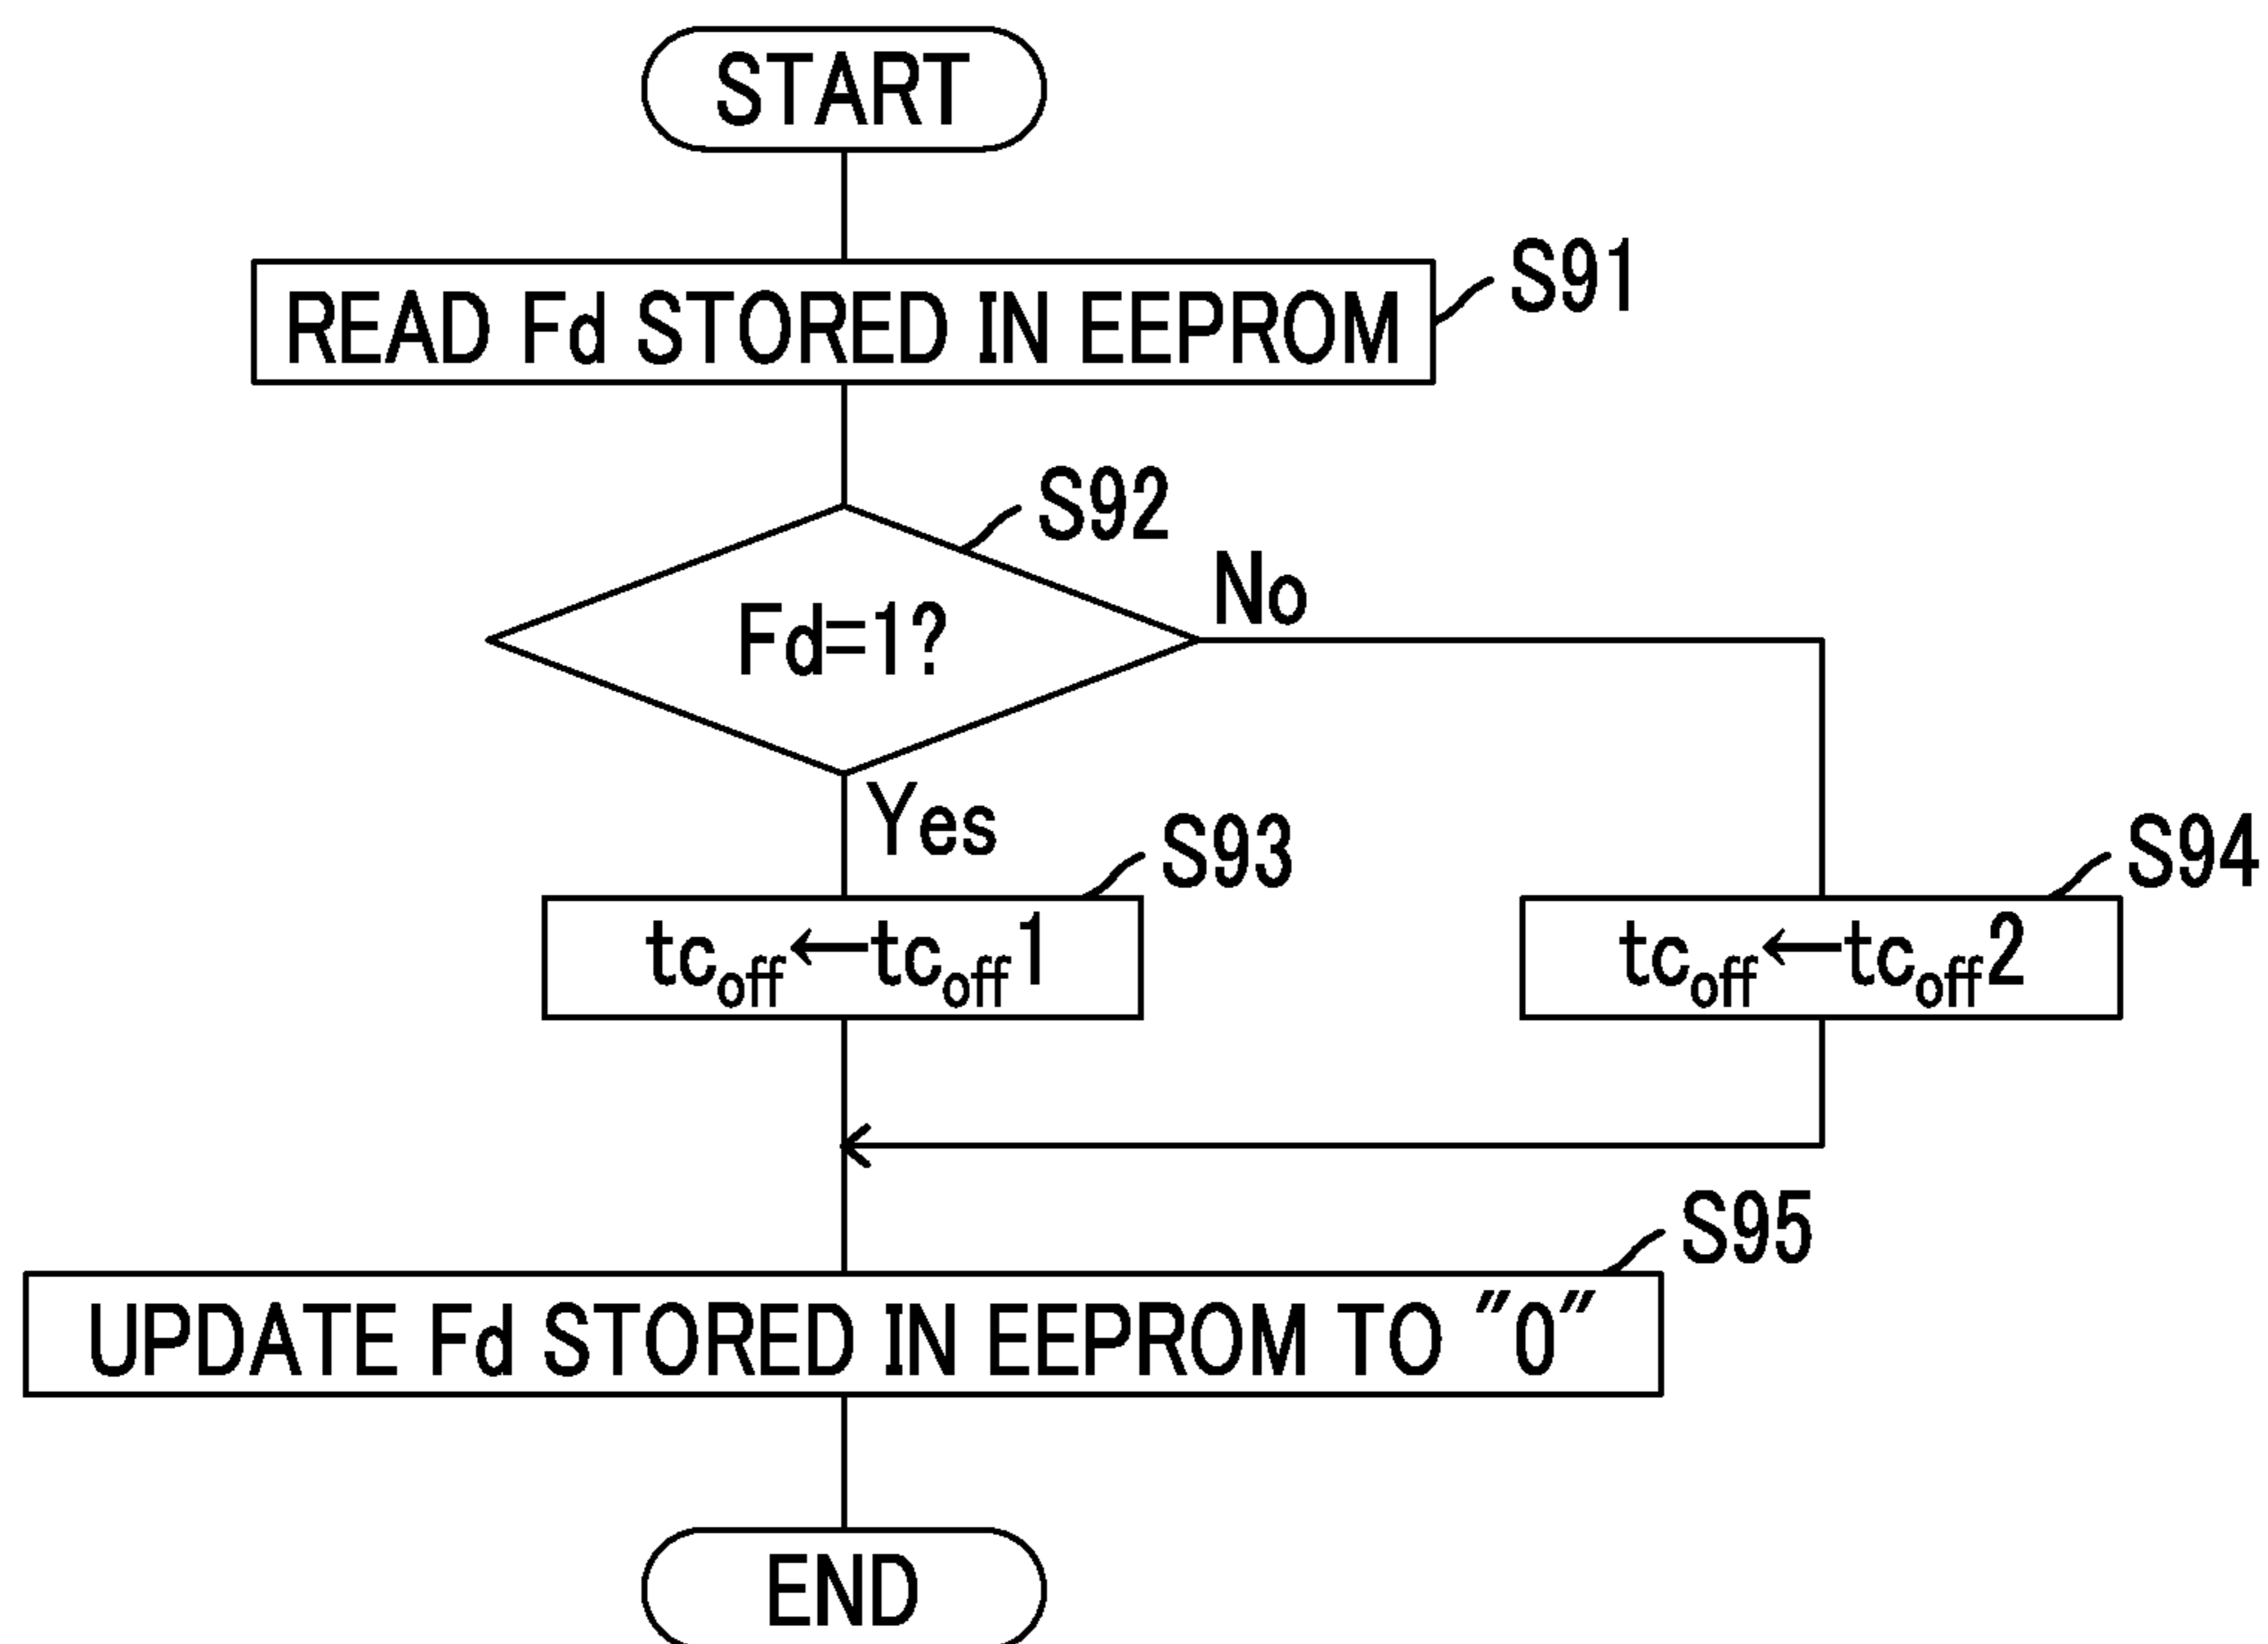 START
READ Fd STORED IN EEPROM
S91
S92
Fd=1?
No
Yes
S93
tcoff←tcoff1
S94
tcoff←tcoff2
S95
UPDATE Fd STORED IN EEPROM TO "0"
END